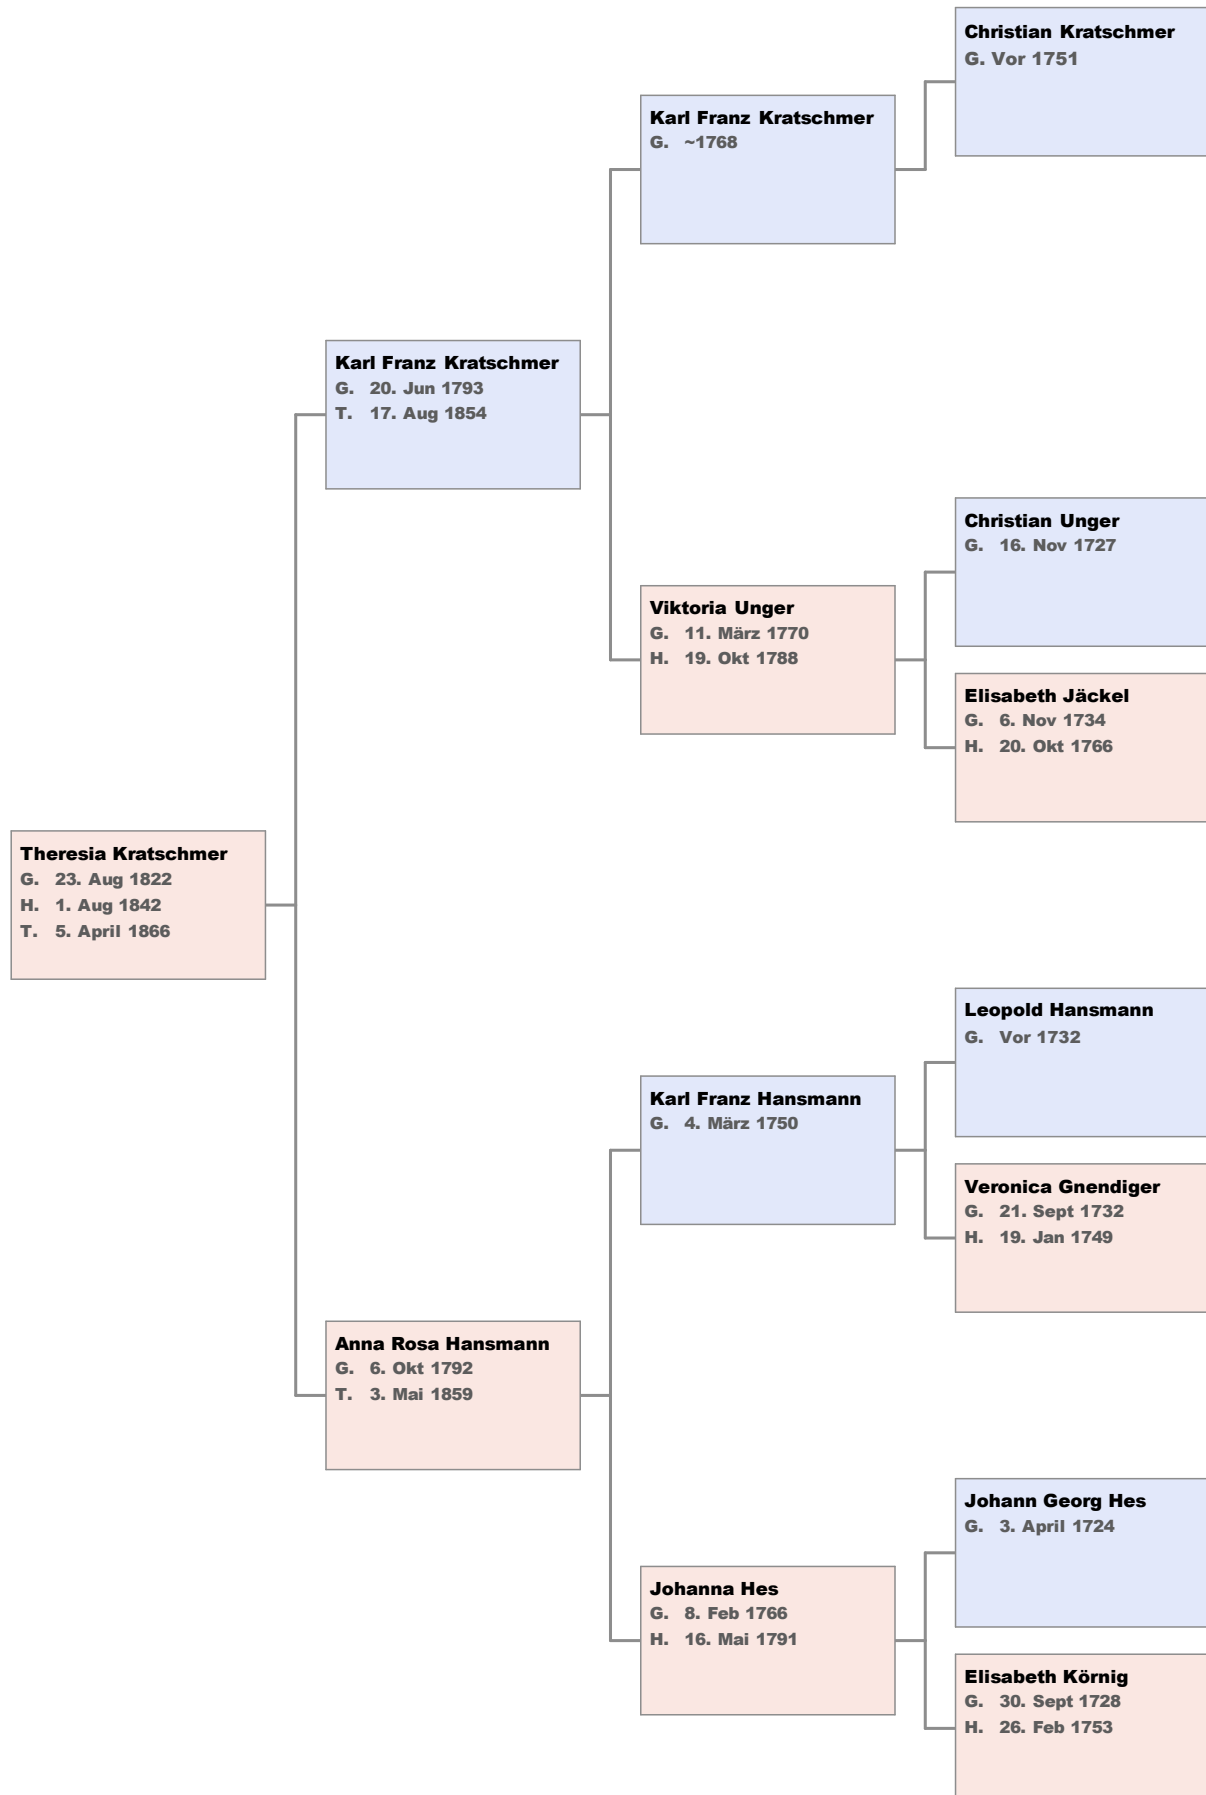 Christian Kratschmer
G. Vor 1751
Karl Franz Kratschmer
G. ~1768
Karl Franz Kratschmer
G. 20. Jun 1793
T. 17. Aug 1854
Christian Unger
G. 16. Nov 1727
Viktoria Unger
G. 11. März 1770
H. 19. Okt 1788
Elisabeth Jäckel
G. 6. Nov 1734
H. 20. Okt 1766
Theresia Kratschmer
G. 23. Aug 1822
H. 1. Aug 1842
T. 5. April 1866
Leopold Hansmann
G. Vor 1732
Karl Franz Hansmann
G. 4. März 1750
Veronica Gnendiger
G. 21. Sept 1732
H. 19. Jan 1749
Anna Rosa Hansmann
G. 6. Okt 1792
T. 3. Mai 1859
Johann Georg Hes
G. 3. April 1724
Johanna Hes
G. 8. Feb 1766
H. 16. Mai 1791
Elisabeth Körnig
G. 30. Sept 1728
H. 26. Feb 1753